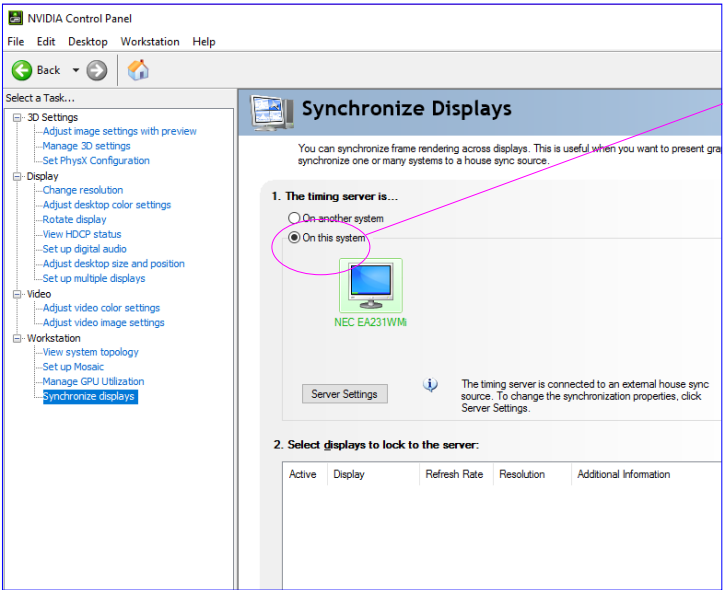 NVIDIA Control Panel
File Edit Desktop Workstation Help
Back
Select a Task...
3D Settings
Adjust image settings with preview
Manage 3D settings
Set PhysX Configuration
Display
Change resolution
Adjust desktop color settings
Rotate display
View HDCP status
Set up digital audio
Adjust desktop size and position
Set up multiple displays
Video
Adjust video color settings
Adjust video image settings
Workstation
View system topology
Set up Mosaic
Manage GPU Utilization
Synchronize displays
Synchronize Displays
You can synchronize frame rendering across displays. This is useful when you want to present gra
synchronize one or many systems to a house sync source.
1. The timing server is...
On another system
On this system
NEC EA231WMi
Server Settings
The timing server is connected to an external house sync
source. To change the synchronization properties, click
Server Settings.
2. Select displays to lock to the server:
Active Display Refresh Rate Resolution Additional Information